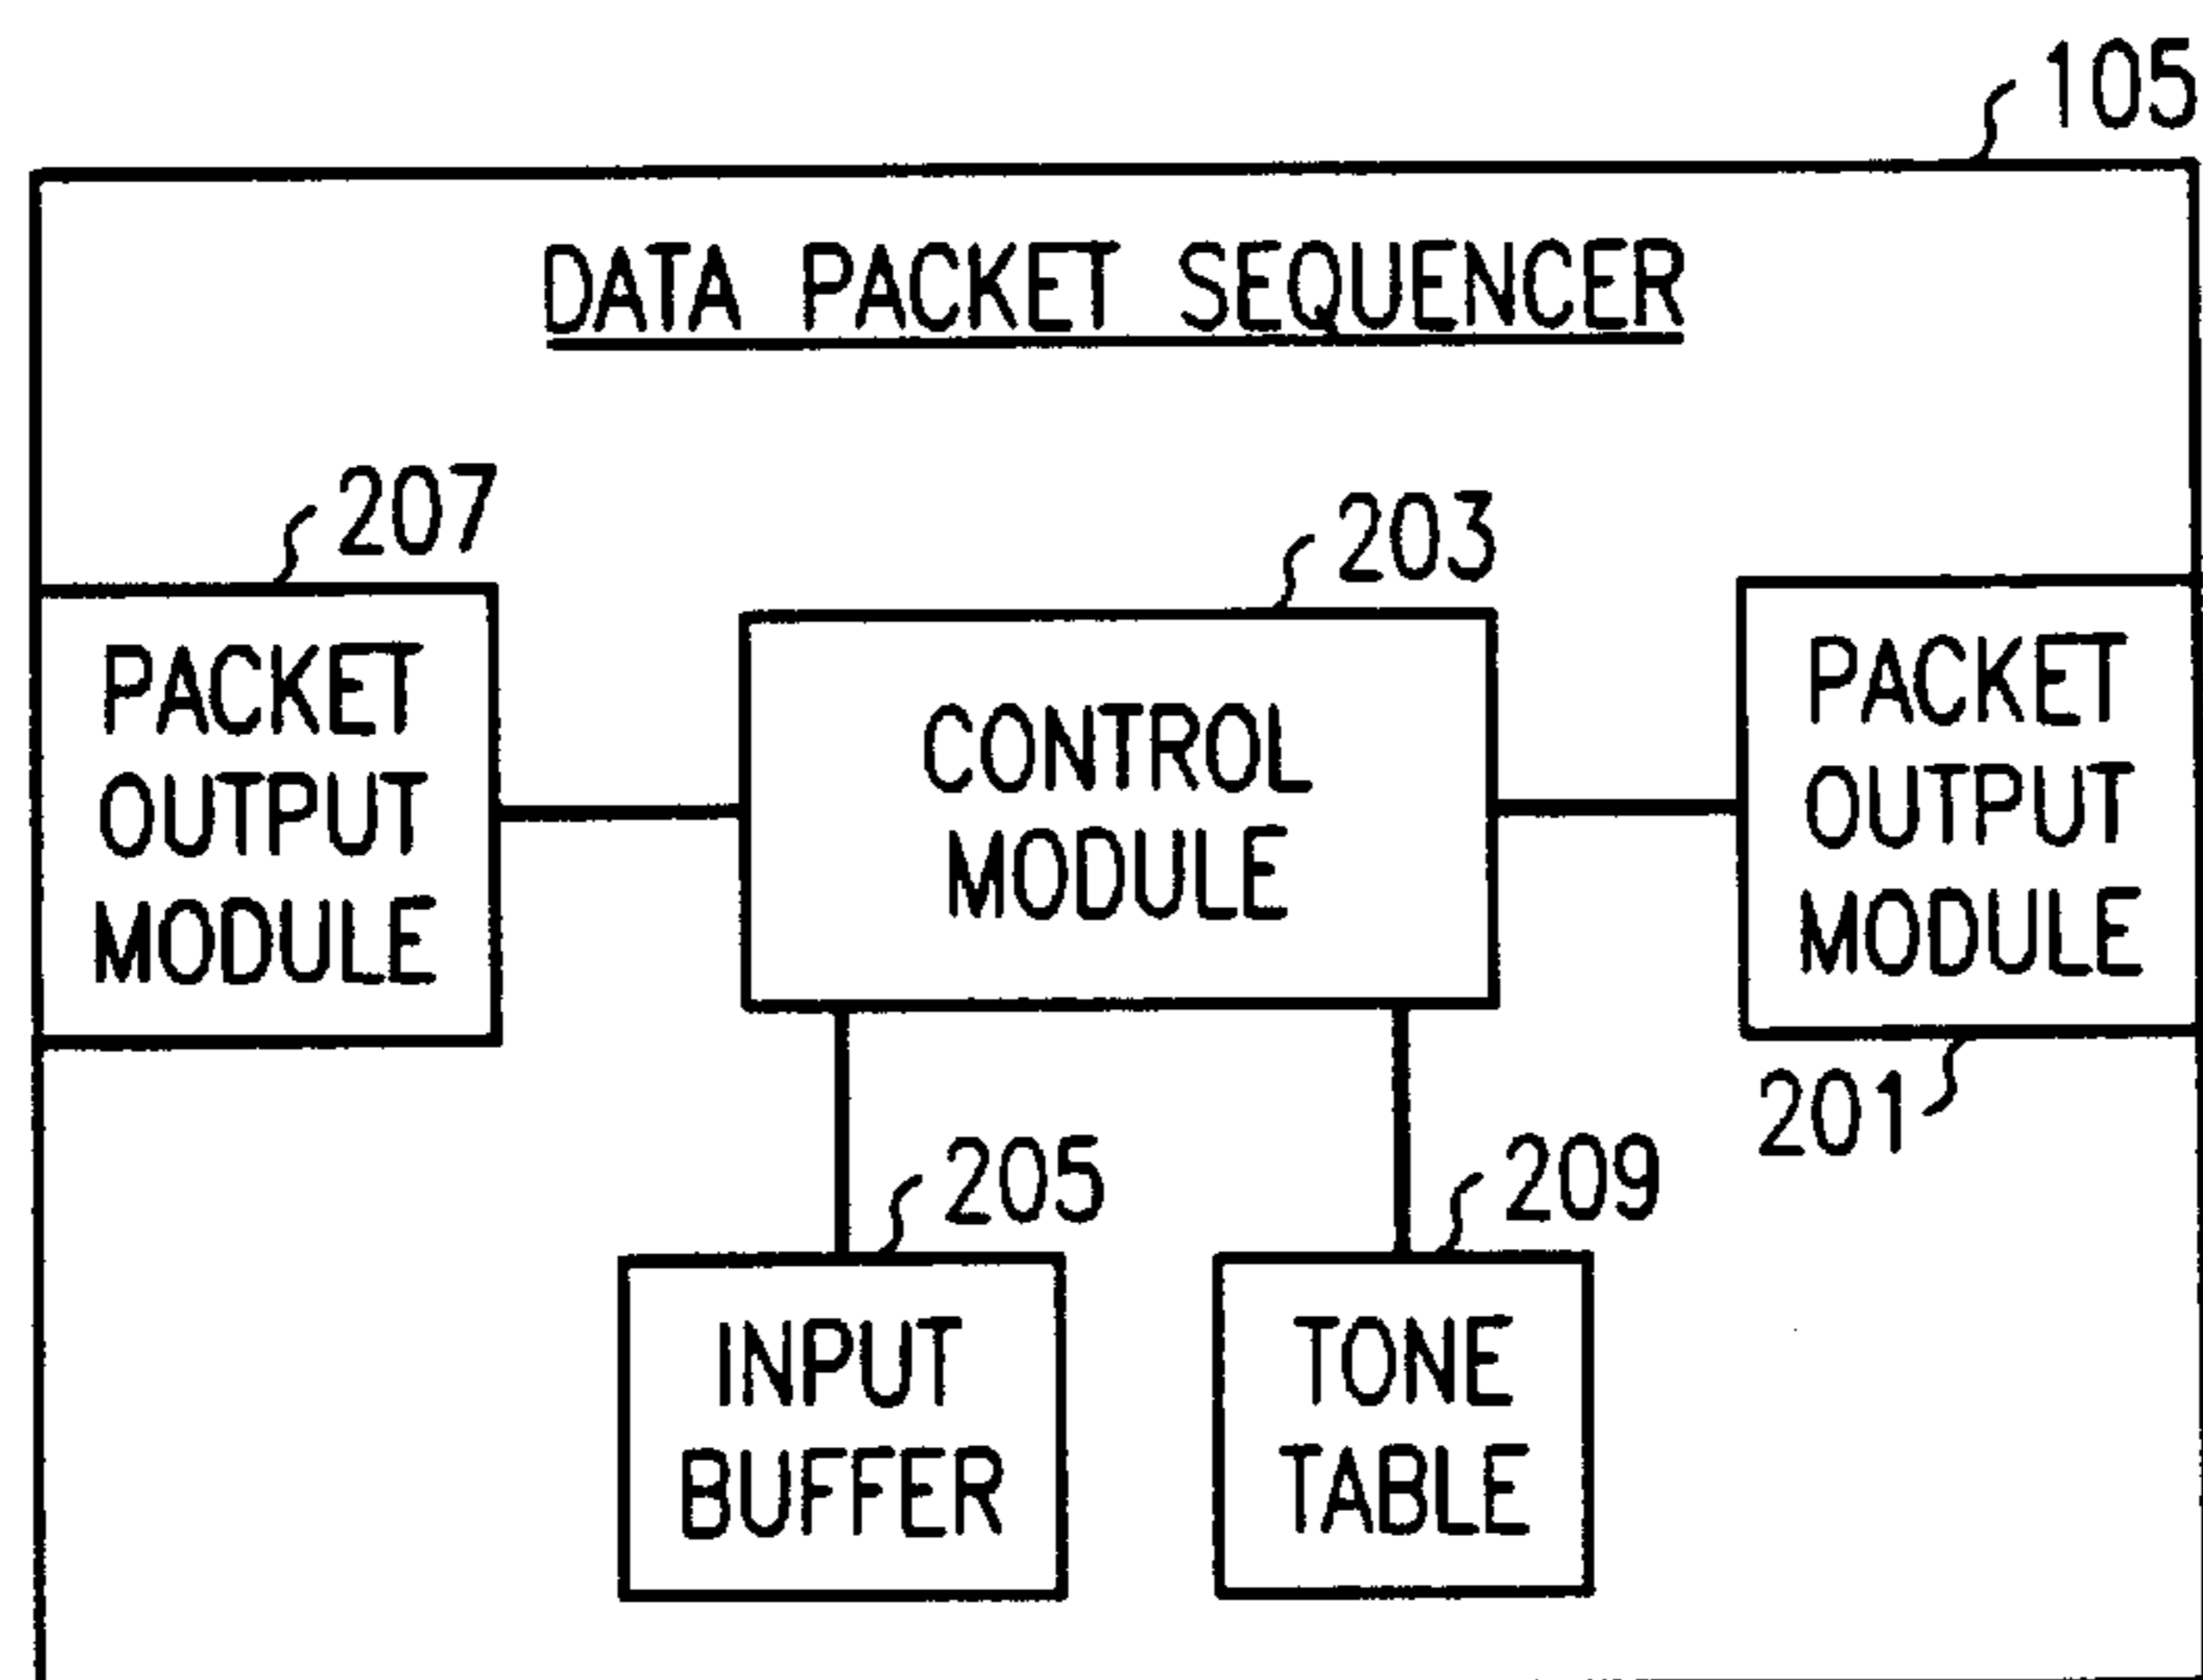 105
DATA PACKET SEQUENCER
207
203
PACKET
OUTPUT
MODULE
CONTROL
MODULE
PACKET
OUTPUT
MODULE
201
205
209
INPUT
BUFFER
TONE
TABLE